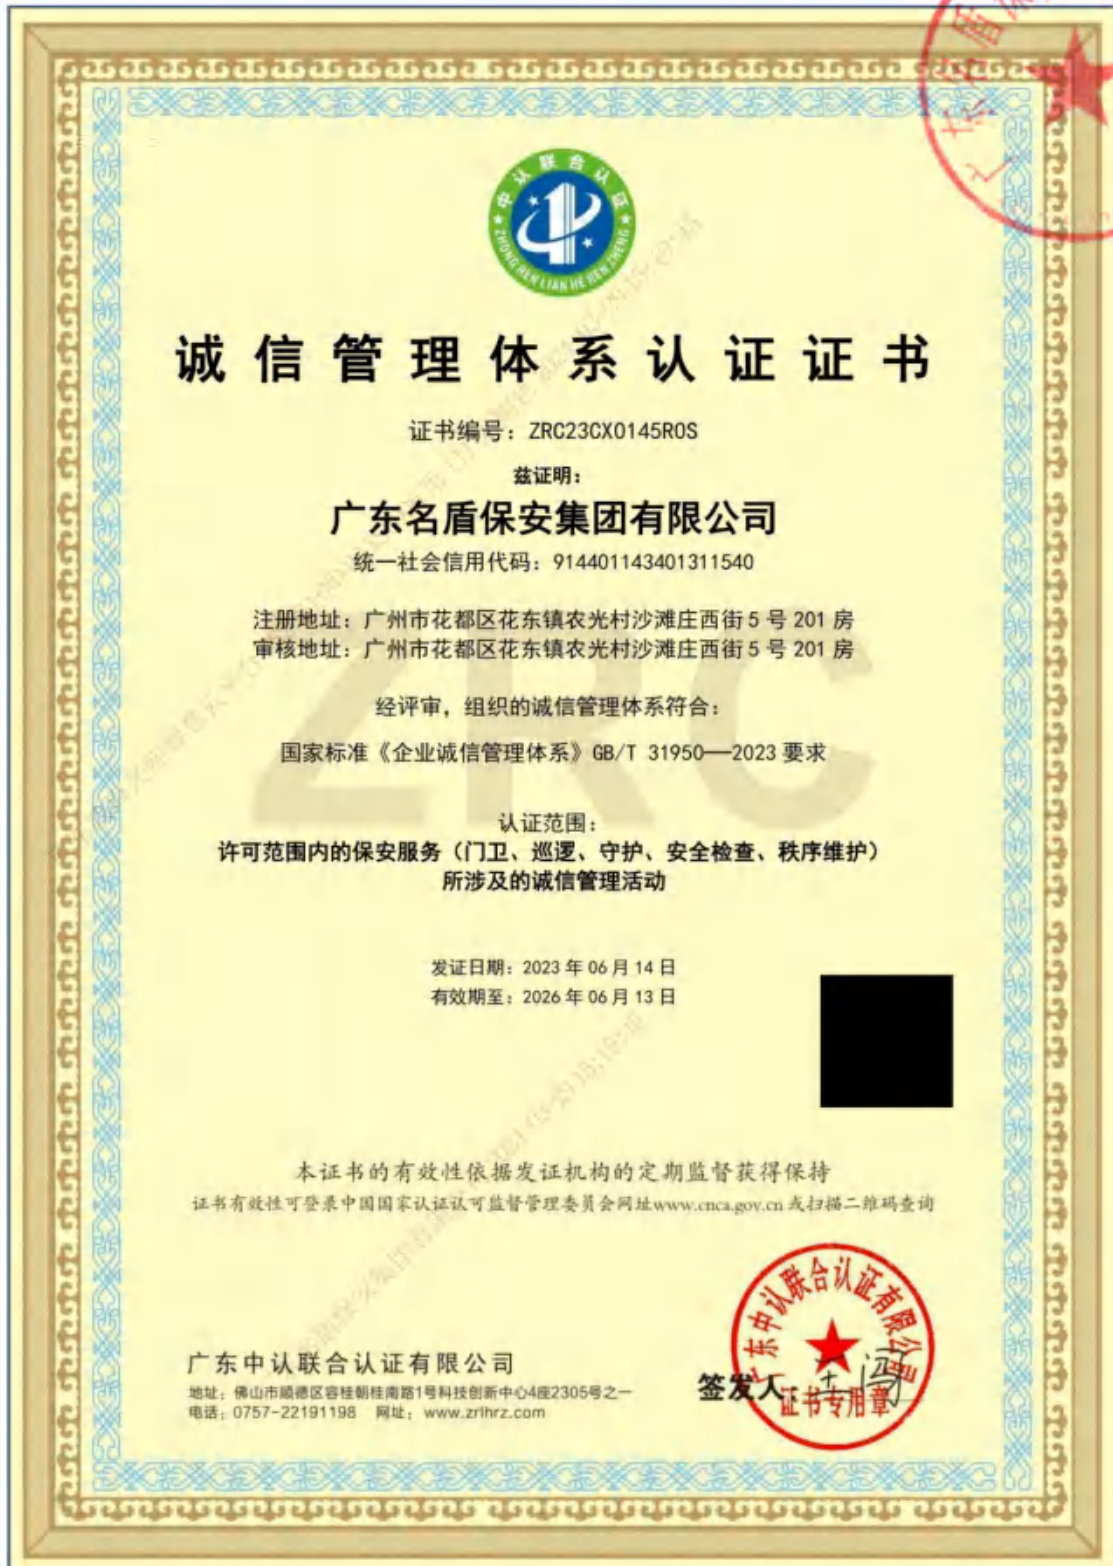 中认联合认证
ZHONG REN LIAN HE REN ZHENG
诚信管理体系认证证书
证书编号：ZRC23CX0145R0S
兹证明：
广东名盾保安集团有限公司
统一社会信用代码：914401143401311540
注册地址：广州市花都区花东镇农光村沙滩庄西街5号201房
审核地址：广州市花都区花东镇农光村沙滩庄西街5号201房
经评审，组织的诚信管理体系符合：
国家标准《企业诚信管理体系》GB/T 31950—2023要求
ZRC
认证范围：
许可范围内的保安服务（门卫、巡逻、守护、安全检查、秩序维护）
所涉及的诚信管理活动
发证日期：2023年06月14日
有效期至：2026年06月13日
本证书的有效性依据发证机构的定期监督获得保持
证书有效性可登录中国国家认证认可监督管理委员会网址www.cnca.gov.cn或扫描二维码查询
广东中认联合认证有限公司
地址：佛山市顺德区容桂朝桂南路1号科技创新中心4座2305号之一
电话：0757-22191198 网址：www.zrlhrz.com
签发人：
广东中认联合认证有限公司
证书专用章
广东名盾保